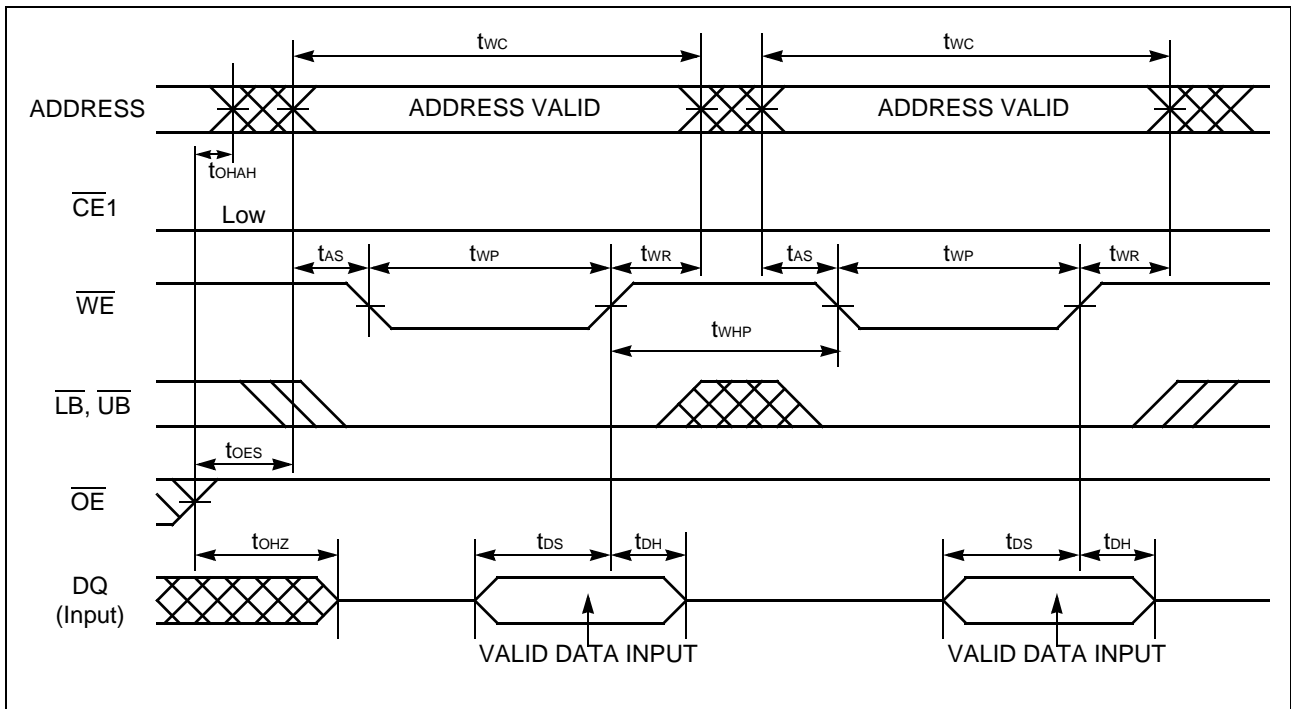 tWC tWC
ADDRESS ADDRESS VALID ADDRESS VALID
tOHAH
CE1 Low
tAS tWP tWR tAS tWP tWR
WE
tWHP
LB, UB
tOES
OE
tOHZ tDS tDH tDS tDH
DQ
(Input)
VALID DATA INPUT VALID DATA INPUT